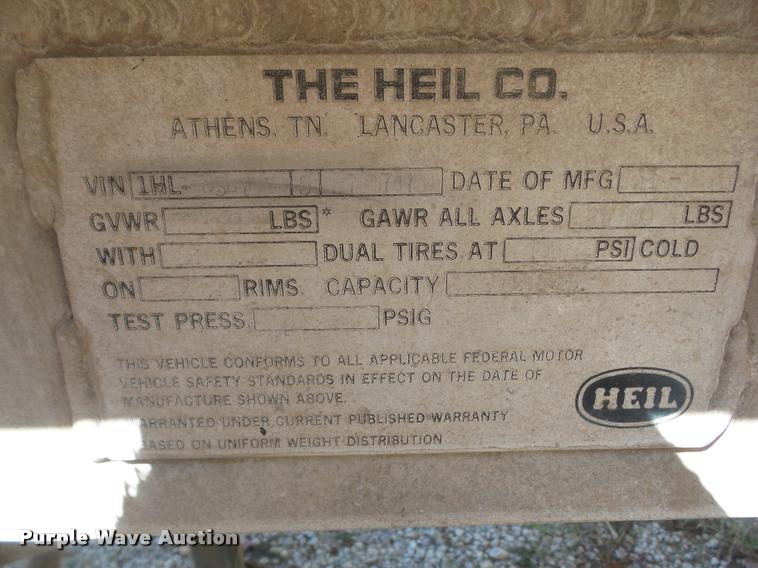 THE HEIL CO.
ATHENS, TN. LANCASTER, PA. U.S.A.
VIN 1HL- DATE OF MFG
GVWR LBS * GAWR ALL AXLES LBS
WITH DUAL TIRES AT PSI COLD
ON RIMS. CAPACITY
TEST PRESS. PSIG
THIS VEHICLE CONFORMS TO ALL APPLICABLE FEDERAL MOTOR
VEHICLE SAFETY STANDARDS IN EFFECT ON THE DATE OF
MANUFACTURE SHOWN ABOVE.
WARRANTED UNDER CURRENT PUBLISHED WARRANTY
BASED ON UNIFORM WEIGHT DISTRIBUTION
HEIL
Purple Wave Auction